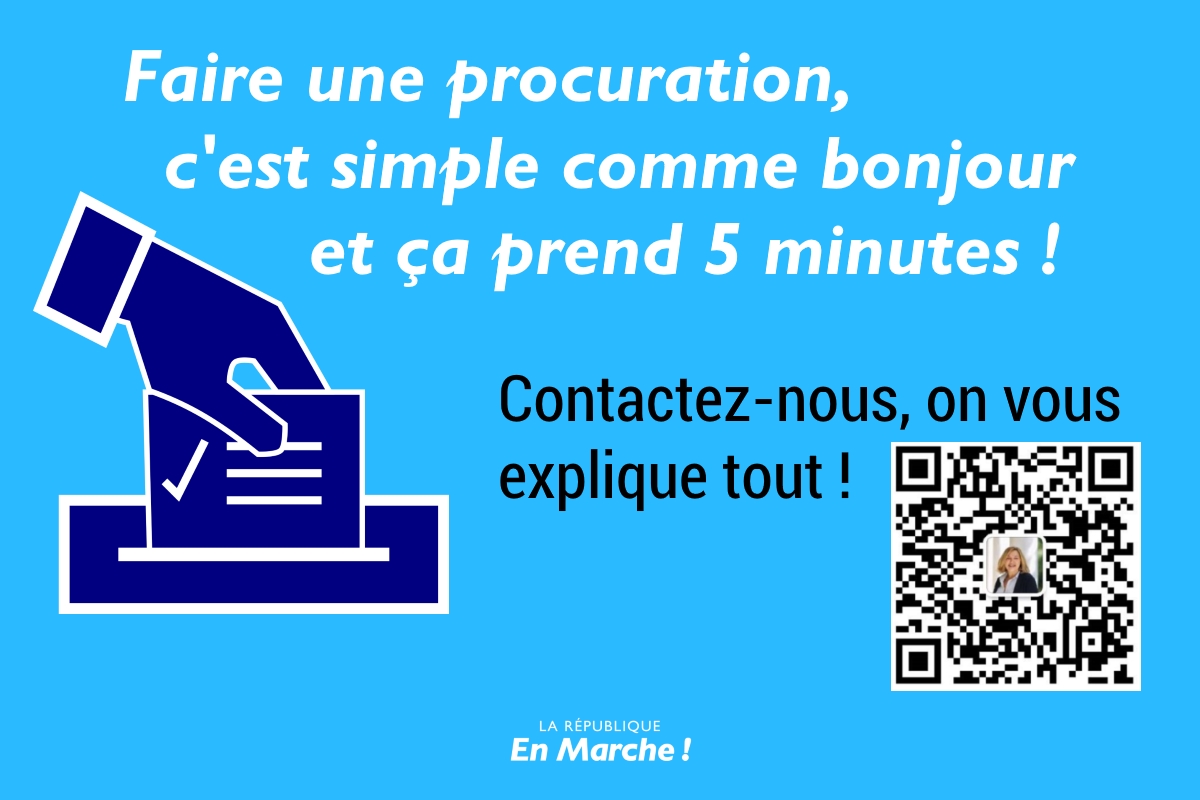 Faire une procuration,
c'est simple comme bonjour
et ça prend 5 minutes !
Contactez-nous, on vous
explique tout !
LA RÉPUBLIQUE
En Marche !